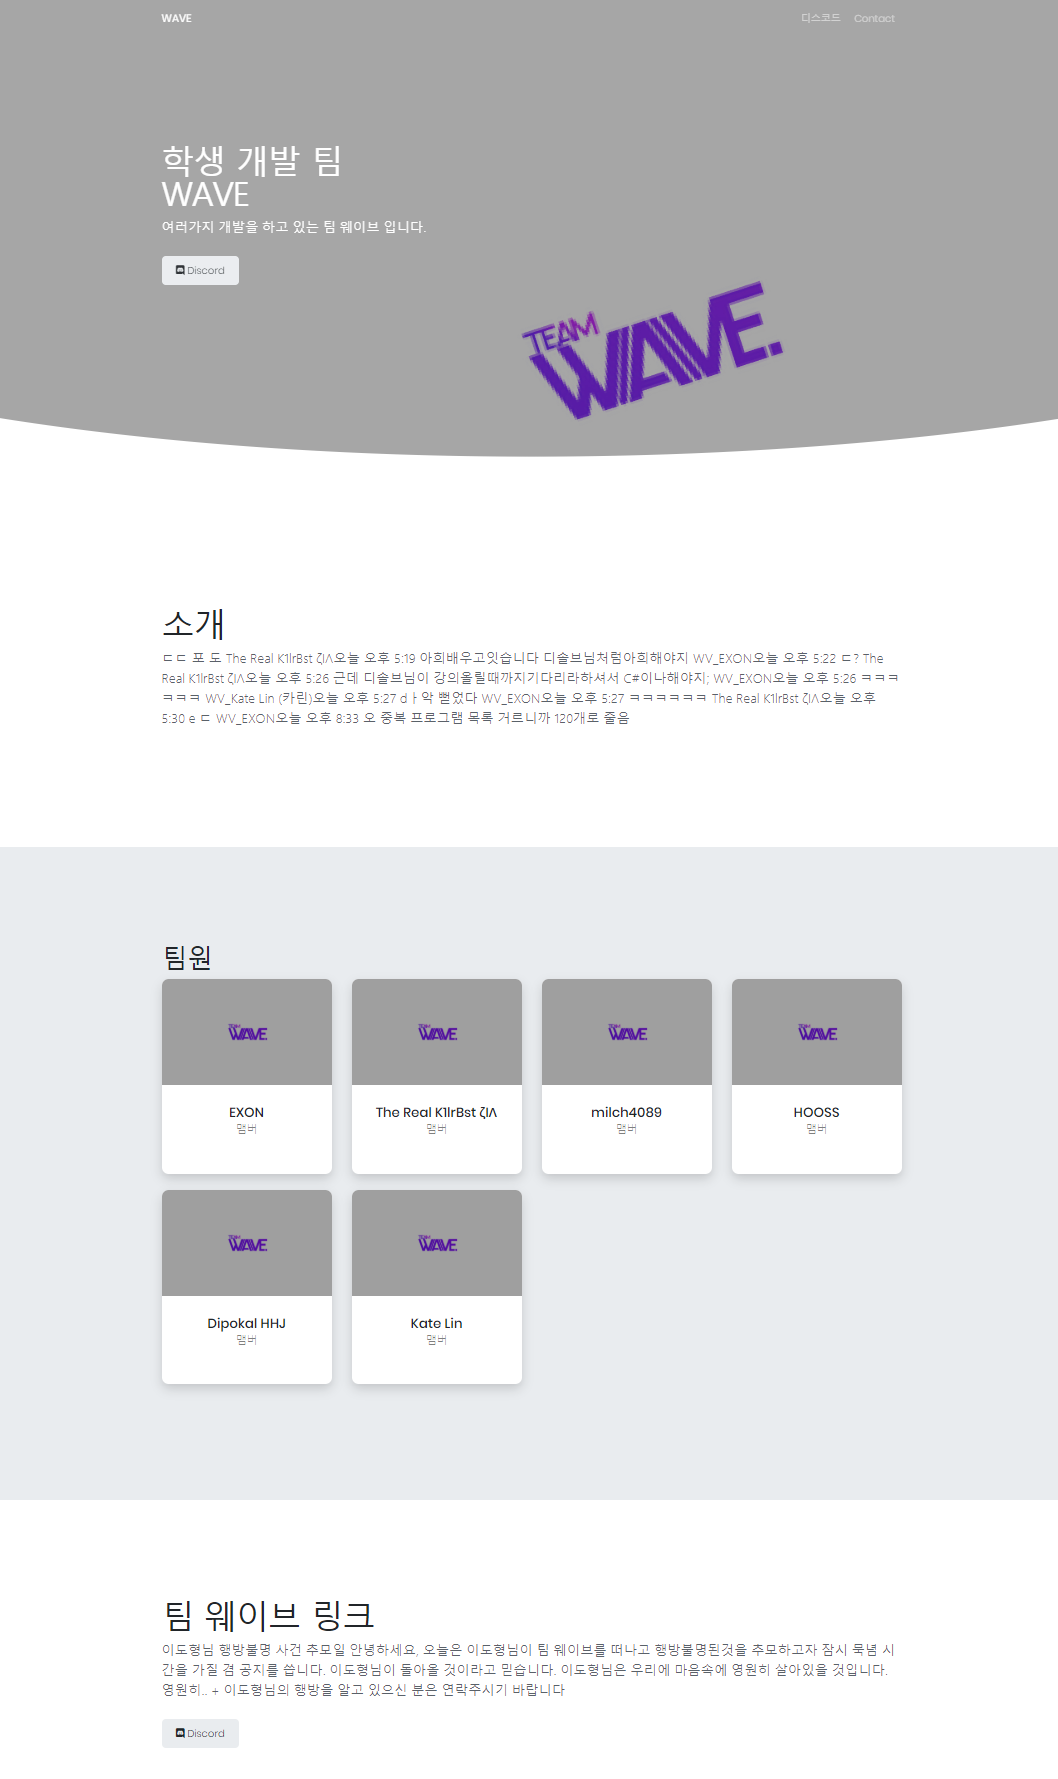 WAVE
디스코드 Contact
학생 개발 팀
WAVE
여러가지 개발을 하고 있는 팀 웨이브 입니다.
Discord
TEAM
WAVE.
소개
ㄷㄷ 포 도 The Real K1lrBst ζIΛ오늘 오후 5:19 아희배우고잇습니다 디솔브님처럼아희해야지 WV_EXON오늘 오후 5:22 ㄷ? The
Real K1lrBst ζIΛ오늘 오후 5:26 근데 디솔브님이 강의올릴때까지기다리라하셔서 C#이나해야지; WV_EXON오늘 오후 5:26 ㅋㅋㅋ
ㅋㅋㅋ WV_Kate Lin (카린)오늘 오후 5:27 dㅏ악 뻗었다 WV_EXON오늘 오후 5:27 ㅋㅋㅋㅋㅋㅋ The Real K1lrBst ζIΛ오늘 오후
5:30 e ㄷ WV_EXON오늘 오후 8:33 오 중복 프로그램 목록 거르니까 120개로 줄음
팀원
TEAM WAVE.
TEAM WAVE.
TEAM WAVE.
TEAM WAVE.
EXON
맴버
The Real K1lrBst ζIΛ
맴버
milch4089
맴버
HOOSS
맴버
TEAM WAVE.
TEAM WAVE.
Dipokal HHJ
맴버
Kate Lin
맴버
팀 웨이브 링크
이도형님 행방불명 사건 추모일 안녕하세요, 오늘은 이도형님이 팀 웨이브를 떠나고 행방불명된것을 추모하고자 잠시 묵념 시
간을 가질 겸 공지를 씁니다. 이도형님이 돌아올 것이라고 믿습니다. 이도형님은 우리에 마음속에 영원히 살아있을 것입니다.
영원히.. + 이도형님의 행방을 알고 있으신 분은 연락주시기 바랍니다
Discord